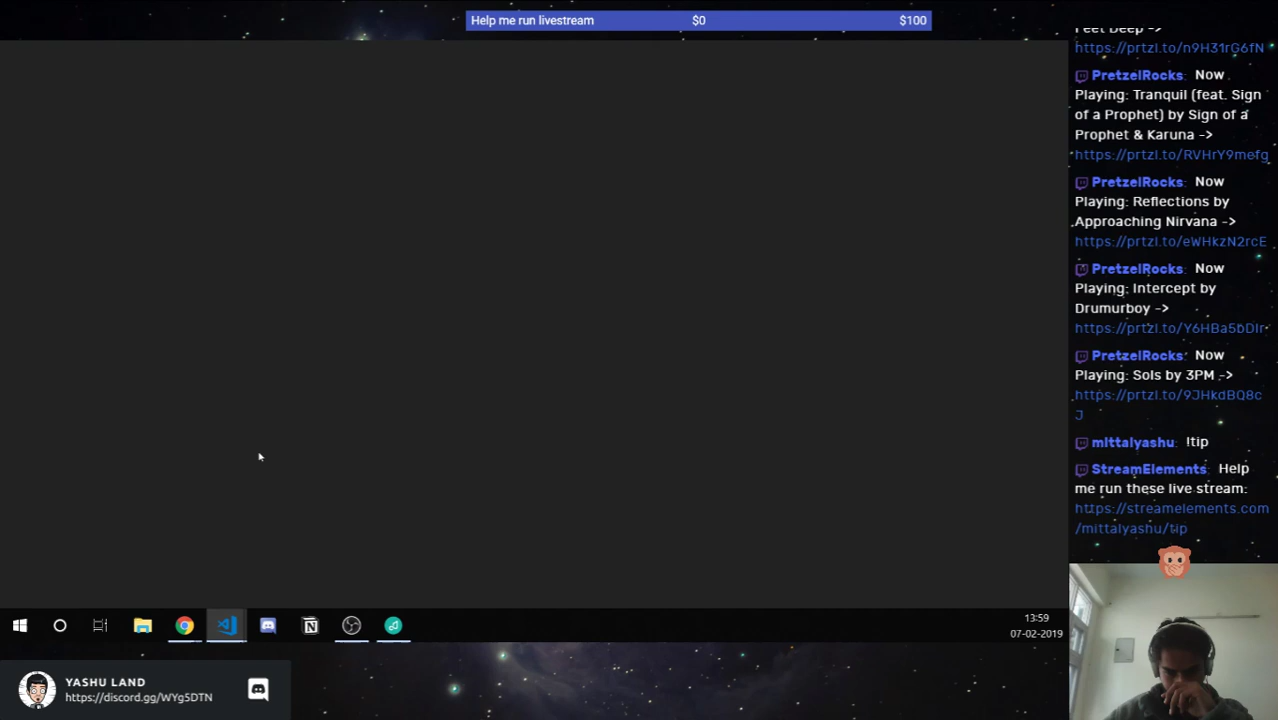 Help me run livestream $0 $100
Feet Deep ->
https://prtzl.to/n9H31rG6fN
PretzelRocks: Now
Playing: Tranquil (feat. Sign
of a Prophet) by Sign of a
Prophet & Karuna ->
https://prtzl.to/RVHrY9mefg
PretzelRocks: Now
Playing: Reflections by
Approaching Nirvana ->
https://prtzl.to/eWHkzN2rcE
PretzelRocks: Now
Playing: Intercept by
Drumurboy ->
https://prtzl.to/Y6HBa5bDIr
PretzelRocks: Now
Playing: Sols by 3PM ->
https://prtzl.to/9JHkdBQ8c
J
mittalyashu: !tip
StreamElements: Help
me run these live stream:
https://streamelements.com
/mittalyashu/tip
13:59
07-02-2019
YASHU LAND
https://discord.gg/WYg5DTN